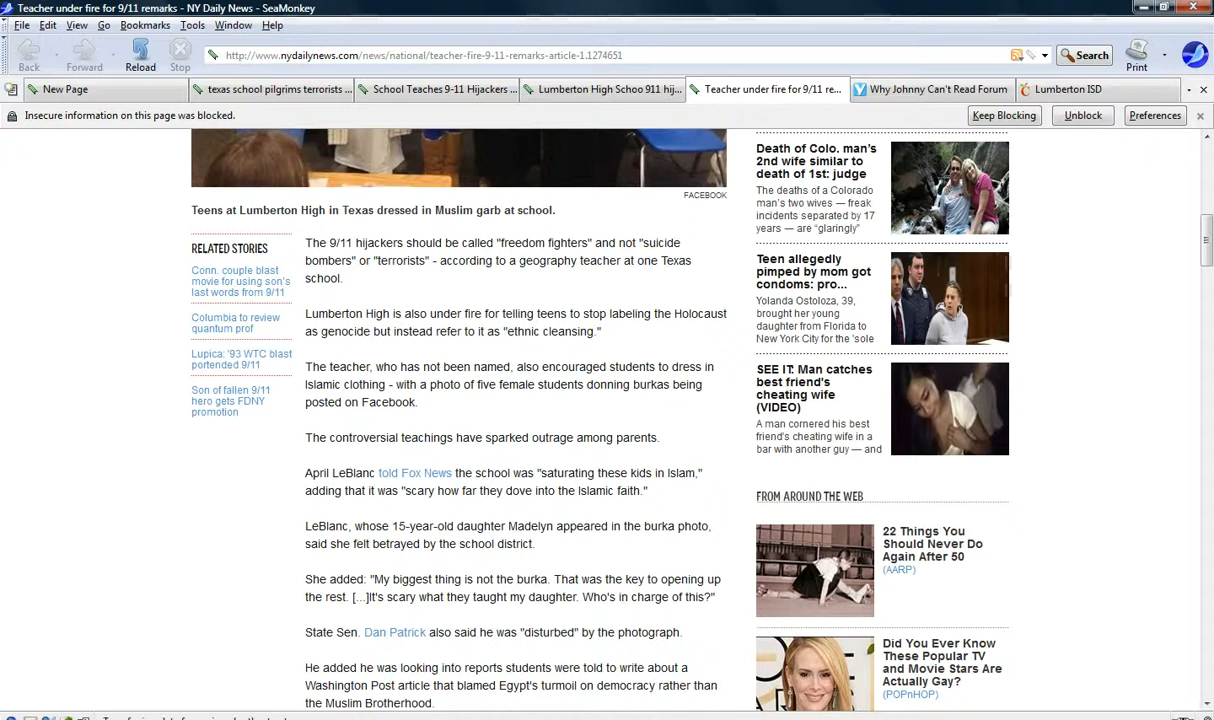 Teacher under fire for 9/11 remarks - NY Daily News - SeaMonkey
File Edit View Go Bookmarks Tools Window Help
Back Forward Reload Stop
http://www.nydailynews.com/news/national/teacher-fire-9-11-remarks-article-1.1274651
Search
Print
New Page
texas school pilgrims terrorists ...
School Teaches 9-11 Hijackers ...
Lumberton High Schoo 911 hij...
Teacher under fire for 9/11 re...
Why Johnny Can't Read Forum
Lumberton ISD
Insecure information on this page was blocked.
Keep Blocking
Unblock
Preferences
FACEBOOK
Teens at Lumberton High in Texas dressed in Muslim garb at school.
RELATED STORIES
Conn. couple blast
movie for using son's
last words from 9/11
Columbia to review
quantum prof
Lupica: '93 WTC blast
portended 9/11
Son of fallen 9/11
hero gets FDNY
promotion
The 9/11 hijackers should be called "freedom fighters" and not "suicide
bombers" or "terrorists" - according to a geography teacher at one Texas
school.
Lumberton High is also under fire for telling teens to stop labeling the Holocaust
as genocide but instead refer to it as "ethnic cleansing."
The teacher, who has not been named, also encouraged students to dress in
Islamic clothing - with a photo of five female students donning burkas being
posted on Facebook.
The controversial teachings have sparked outrage among parents.
April LeBlanc told Fox News the school was "saturating these kids in Islam,"
adding that it was "scary how far they dove into the Islamic faith."
LeBlanc, whose 15-year-old daughter Madelyn appeared in the burka photo,
said she felt betrayed by the school district.
She added: "My biggest thing is not the burka. That was the key to opening up
the rest. [...]It's scary what they taught my daughter. Who's in charge of this?"
State Sen. Dan Patrick also said he was "disturbed" by the photograph.
He added he was looking into reports students were told to write about a
Washington Post article that blamed Egypt's turmoil on democracy rather than
the Muslim Brotherhood.
Death of Colo. man's
2nd wife similar to
death of 1st: judge
The deaths of a Colorado
man's two wives — freak
incidents separated by 17
years — are "glaringly"
Teen allegedly
pimped by mom got
condoms: pro...
Yolanda Ostoloza, 39,
brought her young
daughter from Florida to
New York City for the 'sole
SEE IT: Man catches
best friend's
cheating wife
(VIDEO)
A man cornered his best
friend's cheating wife in a
bar with another guy — and
FROM AROUND THE WEB
22 Things You
Should Never Do
Again After 50
(AARP)
Did You Ever Know
These Popular TV
and Movie Stars Are
Actually Gay?
(POPnHOP)